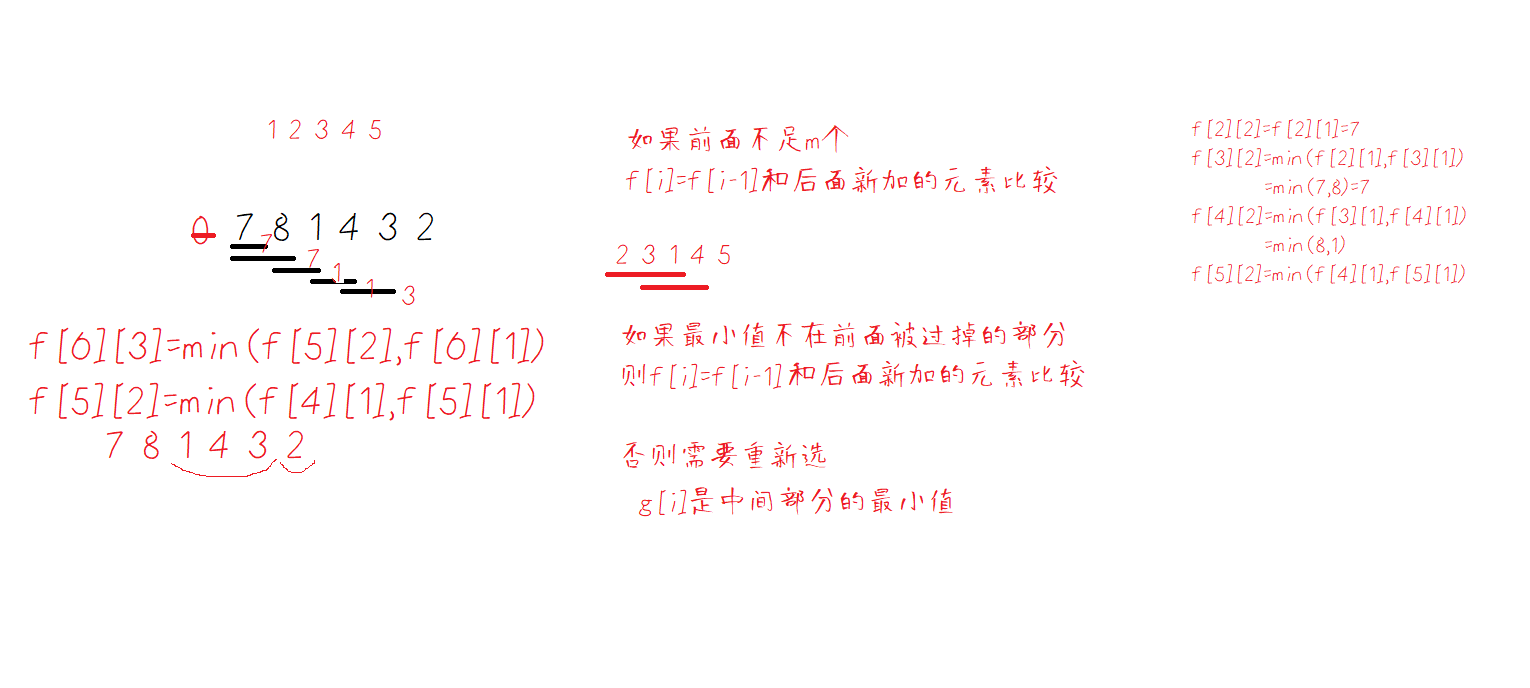 1 2 3 4 5
0 7 8 1 4 3 2
7
7
1
1
3
f[6][3]=min(f[5][2],f[6][1])
f[5][2]=min(f[4][1],f[5][1])
7 8 1 4 3 2
如果前面不足m个
f[i]=f[i-1]和后面新加的元素比较
2 3 1 4 5
如果最小值不在前面被过掉的部分
则f[i]=f[i-1]和后面新加的元素比较
否则需要重新选
g[i]是中间部分的最小值
f[2][2]=f[2][1]=7
f[3][2]=min(f[2][1],f[3][1])
=min(7,8)=7
f[4][2]=min(f[3][1],f[4][1])
=min(8,1)
f[5][2]=min(f[4][1],f[5][1])